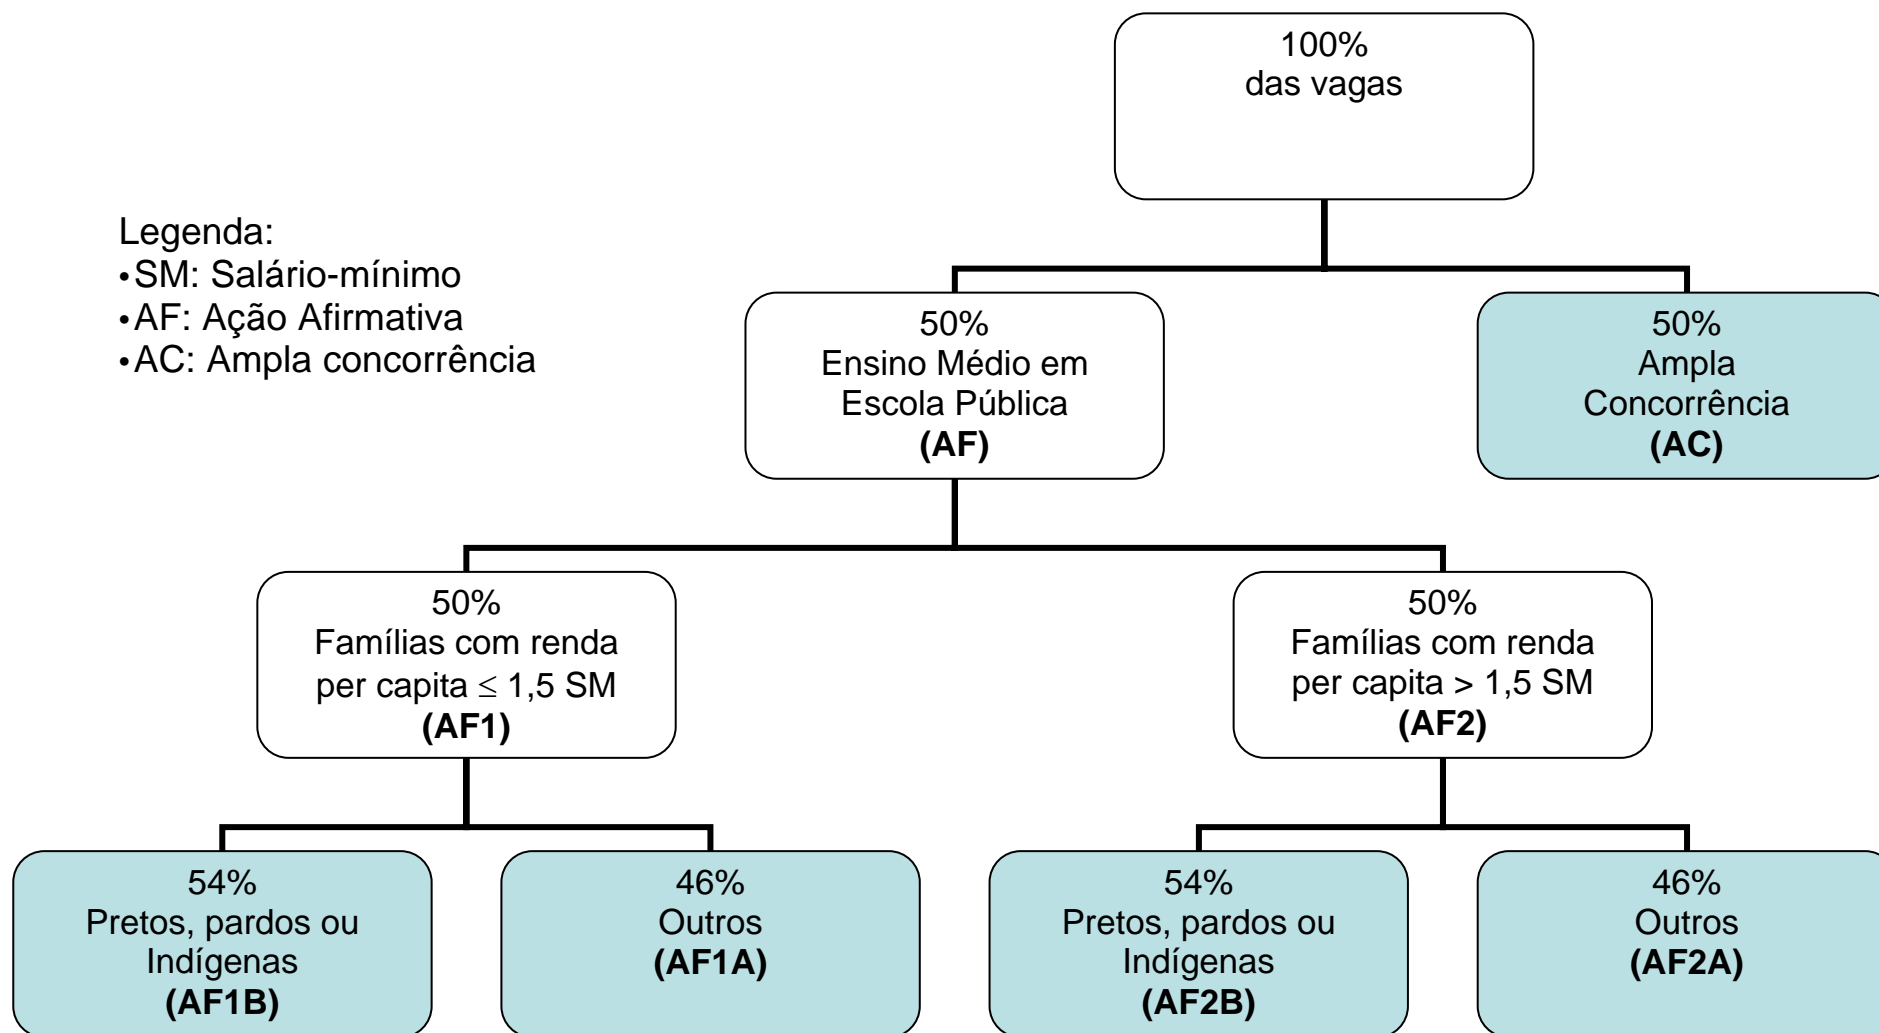 100%
das vagas
Legenda:
•SM: Salário-mínimo
•AF: Ação Afirmativa
•AC: Ampla concorrência
50%
Ensino Médio em
Escola Pública
(AF)
50%
Ampla
Concorrência
(AC)
50%
Famílias com renda
per capita ≤ 1,5 SM
(AF1)
50%
Famílias com renda
per capita > 1,5 SM
(AF2)
54%
Pretos, pardos ou
Indígenas
(AF1B)
46%
Outros
(AF1A)
54%
Pretos, pardos ou
Indígenas
(AF2B)
46%
Outros
(AF2A)